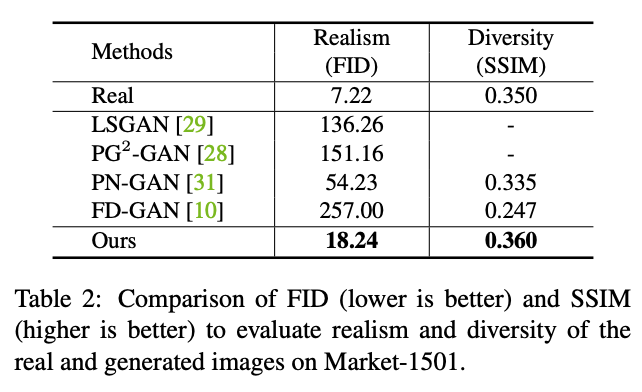 Methods Realism (FID) Diversity (SSIM)
Real 7.22 0.350
LSGAN [29] 136.26 -
PG²-GAN [28] 151.16 -
PN-GAN [31] 54.23 0.335
FD-GAN [10] 257.00 0.247
Ours 18.24 0.360
Table 2: Comparison of FID (lower is better) and SSIM
(higher is better) to evaluate realism and diversity of the
real and generated images on Market-1501.